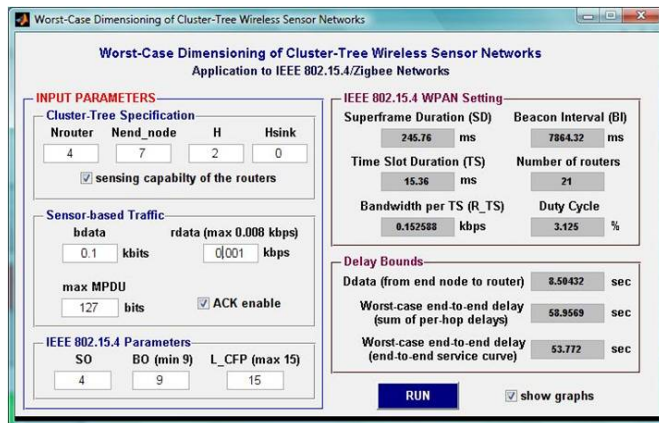 Worst-Case Dimensioning of Cluster-Tree Wireless Sensor Networks
Worst-Case Dimensioning of Cluster-Tree Wireless Sensor Networks
Application to IEEE 802.15.4/Zigbee Networks
INPUT PARAMETERS
Cluster-Tree Specification
Nrouter Nend_node H Hsink
4 7 2 0
sensing capabilty of the routers
Sensor-based Traffic
bdata rdata (max 0.008 kbps)
0.1 kbits 0.001 kbps
max MPDU
127 bits ACK enable
IEEE 802.15.4 Parameters
SO BO (min 9) L_CFP (max 15)
4 9 15
IEEE 802.15.4 WPAN Setting
Superframe Duration (SD) Beacon Interval (BI)
245.76 ms 7864.32 ms
Time Slot Duration (TS) Number of routers
15.36 ms 21
Bandwidth per TS (R_TS) Duty Cycle
0.152588 kbps 3.125 %
Delay Bounds
Ddata (from end node to router) 8.50432 sec
Worst-case end-to-end delay
(sum of per-hop delays) 58.9569 sec
Worst-case end-to-end delay
(end-to-end service curve) 53.772 sec
RUN show graphs